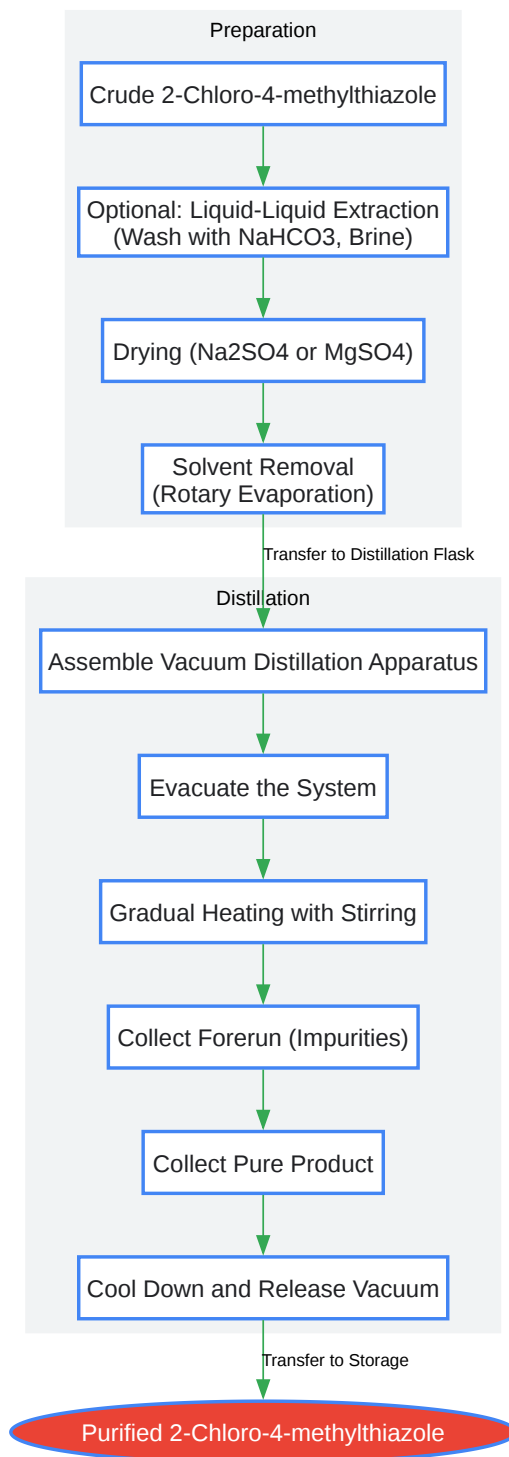 Preparation
Crude 2-Chloro-4-methylthiazole
Optional: Liquid-Liquid Extraction
(Wash with NaHCO3, Brine)
Drying (Na2SO4 or MgSO4)
Solvent Removal
(Rotary Evaporation)
Transfer to Distillation Flask
Distillation
Assemble Vacuum Distillation Apparatus
Evacuate the System
Gradual Heating with Stirring
Collect Forerun (Impurities)
Collect Pure Product
Cool Down and Release Vacuum
Transfer to Storage
Purified 2-Chloro-4-methylthiazole